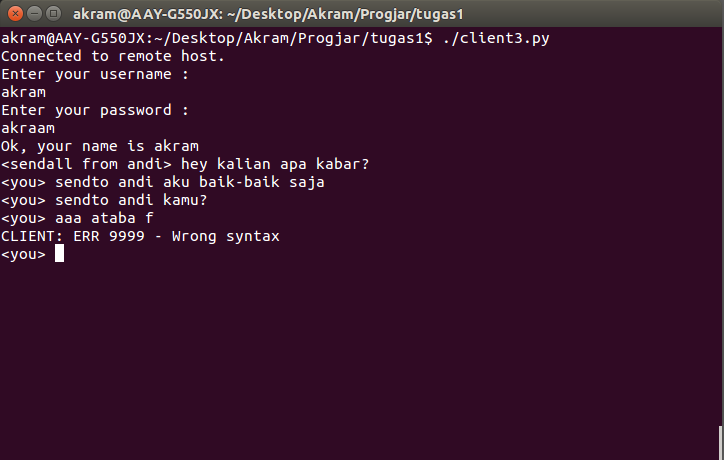 akram@AAY-G550JX: ~/Desktop/Akram/Progjar/tugas1
akram@AAY-G550JX:~/Desktop/Akram/Progjar/tugas1$ ./client3.py
Connected to remote host.
Enter your username :
akram
Enter your password :
akraam
Ok, your name is akram
<sendall from andi> hey kalian apa kabar?
<you> sendto andi aku baik-baik saja
<you> sendto andi kamu?
<you> aaa ataba f
CLIENT: ERR 9999 - Wrong syntax
<you>